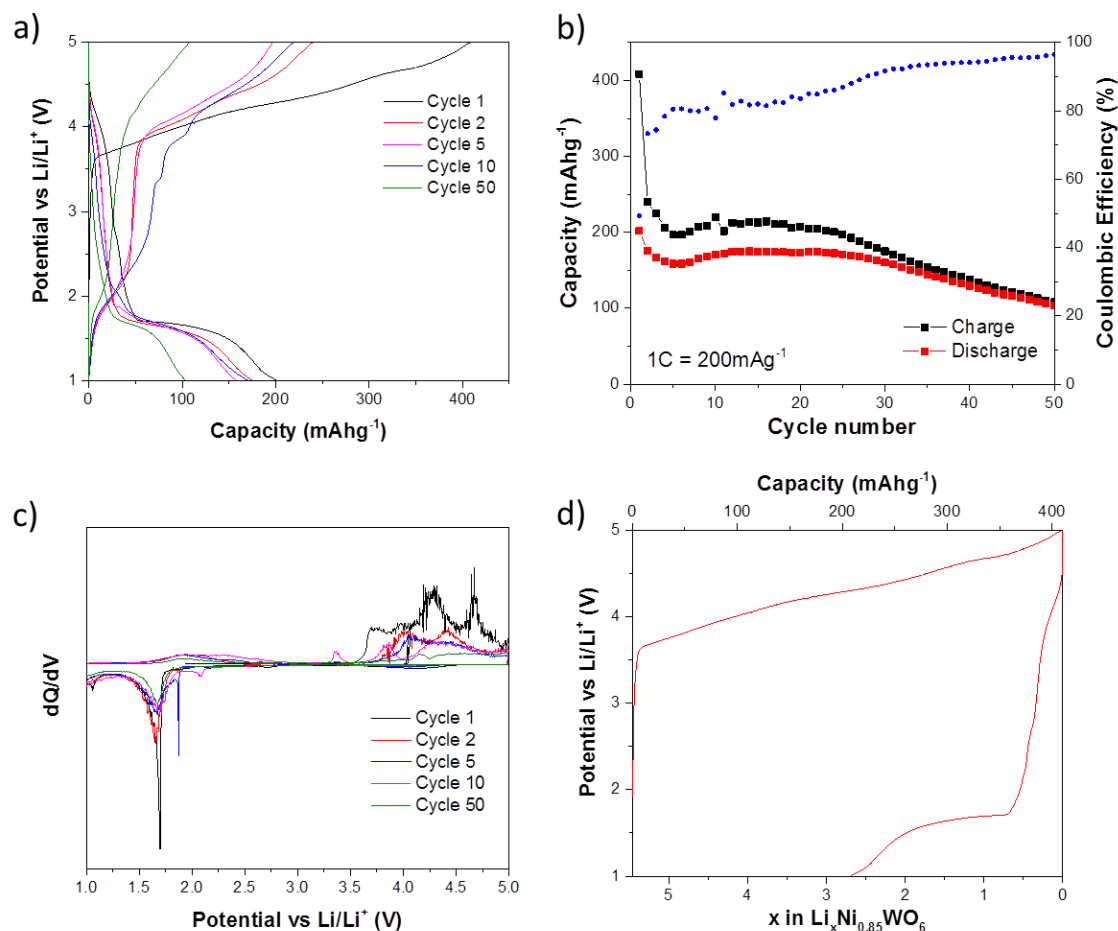 a)
5
4
3
2
1
Potential vs Li/Li⁺ (V)
0
100
200
300
400
Capacity (mAhg⁻¹)
Cycle 1
Cycle 2
Cycle 5
Cycle 10
Cycle 50
b)
400
350
300
250
200
150
100
0
Capacity (mAhg⁻¹)
100
80
60
40
20
0
Coulombic Efficiency (%)
Charge
Discharge
1C = 200mAg⁻¹
0
10
20
30
40
50
Cycle number
c)
dQ/dV
Cycle 1
Cycle 2
Cycle 5
Cycle 10
Cycle 50
1.0
1.5
2.0
2.5
3.0
3.5
4.0
4.5
5.0
Potential vs Li/Li⁺ (V)
d)
Capacity (mAhg⁻¹)
0
100
200
300
400
5
4
3
2
1
Potential vs Li/Li⁺ (V)
5
4
3
2
1
0
x in LiₓNi₀.₈₅WO₆